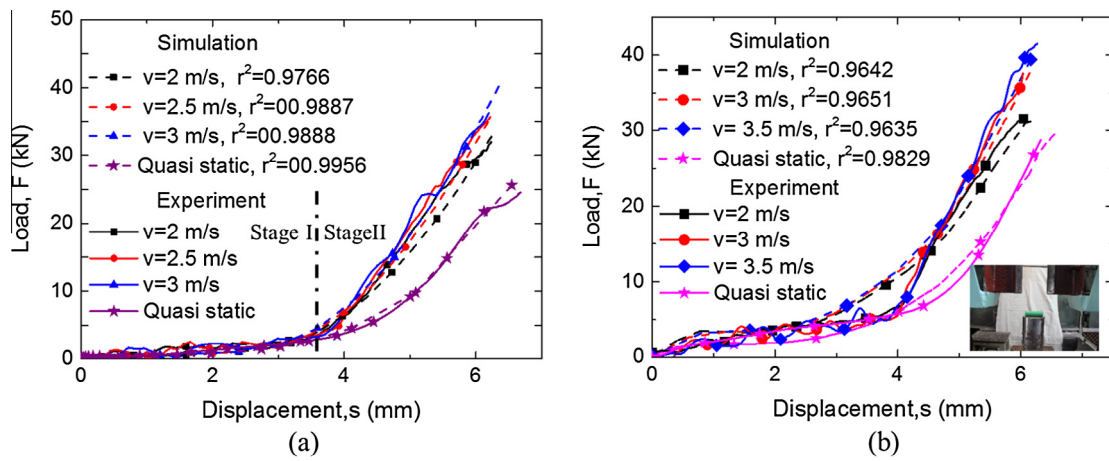 50
40
30
20
10
0
Load, F (kN)
Simulation
v=2 m/s, r²=0.9766
v=2.5 m/s, r²=00.9887
v=3 m/s, r²=00.9888
Quasi static, r²=00.9956
Experiment
v=2 m/s
v=2.5 m/s
v=3 m/s
Quasi static
Stage I StageII
0 2 4 6
Displacement,s (mm)
(a)
40
30
20
10
0
Load,F (kN)
Simulation
v=2 m/s, r²=0.9642
v=3 m/s, r²=0.9651
v= 3.5 m/s, r²=0.9635
Quasi static, r²=0.9829
Experiment
v=2 m/s
v=3 m/s
v= 3.5 m/s
Quasi static
0 2 4 6
Displacement,s (mm)
(b)